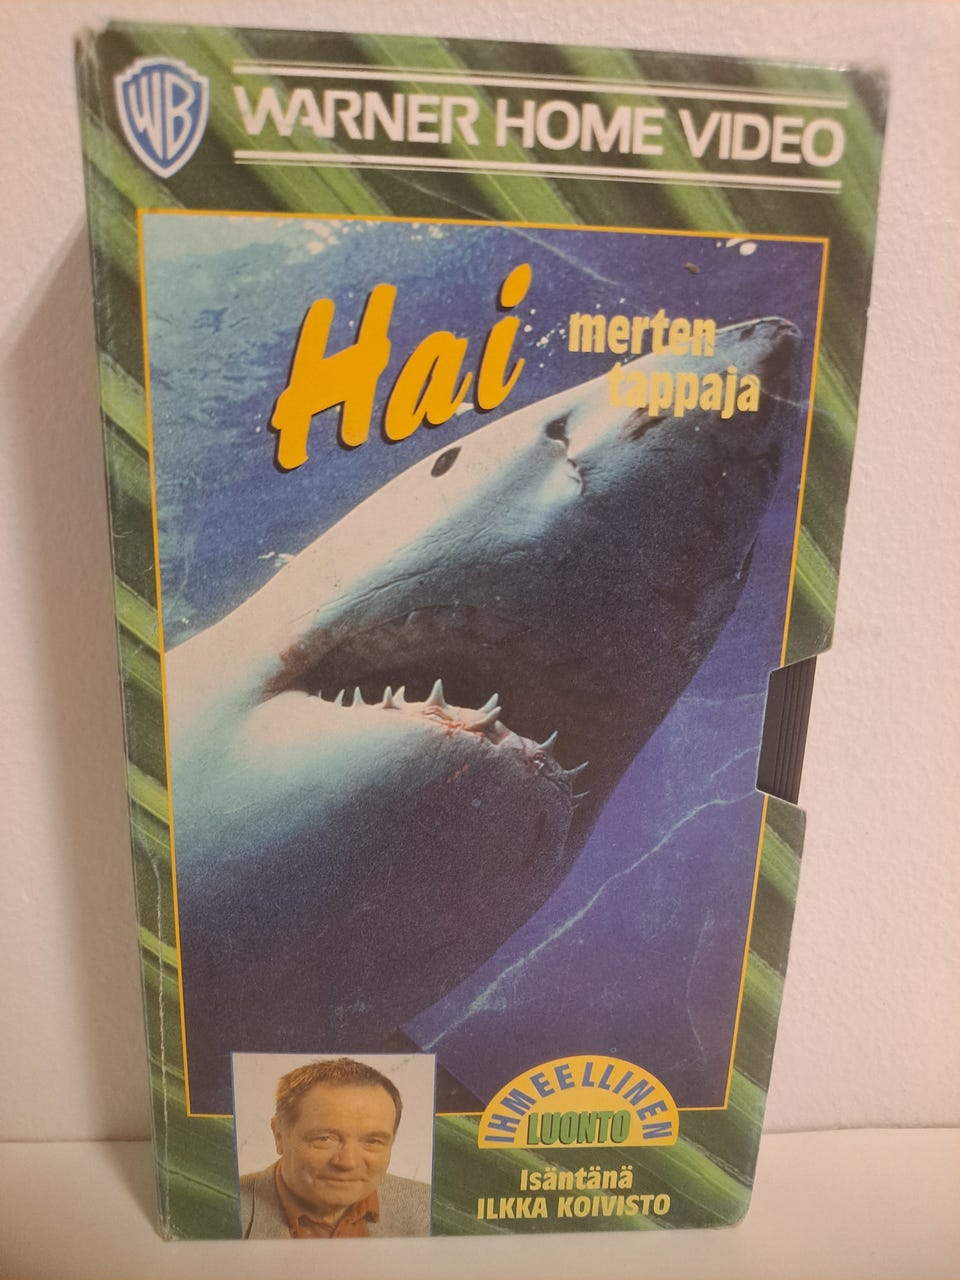 WB
WARNER HOME VIDEO
Hai
merten
tappaja
IHMEELLINEN
LUONTO
Isäntänä
ILKKA KOIVISTO